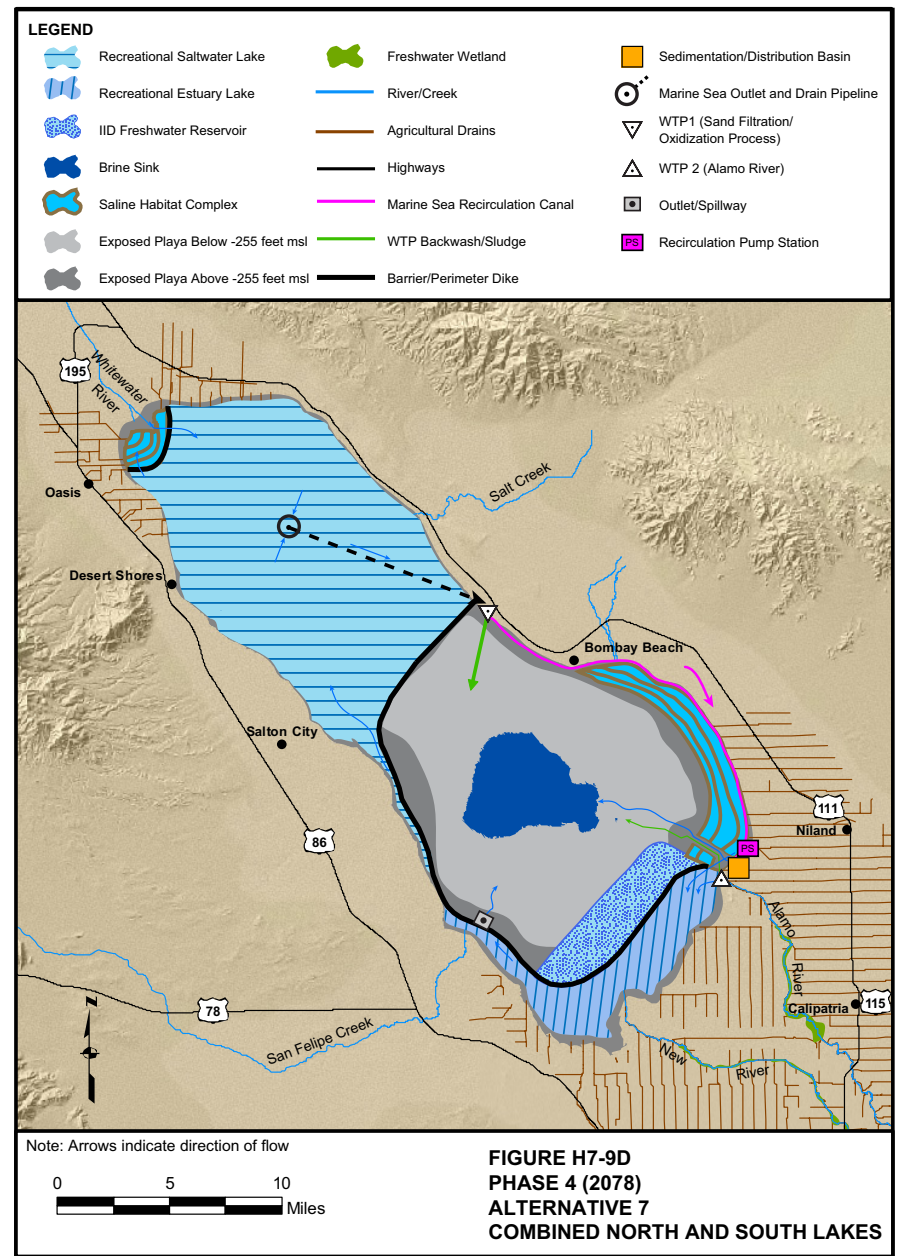 LEGEND
Recreational Saltwater Lake
Recreational Estuary Lake
IID Freshwater Reservoir
Brine Sink
Saline Habitat Complex
Exposed Playa Below -255 feet msl
Exposed Playa Above -255 feet msl
Freshwater Wetland
River/Creek
Agricultural Drains
Highways
Marine Sea Recirculation Canal
WTP Backwash/Sludge
Barrier/Perimeter Dike
Sedimentation/Distribution Basin
Marine Sea Outlet and Drain Pipeline
WTP1 (Sand Filtration/
Oxidization Process)
WTP 2 (Alamo River)
Outlet/Spillway
PS
Recirculation Pump Station
195
Whitewater
River
Oasis
Salt Creek
Desert Shores
Bombay Beach
Salton City
111
Niland
86
PS
Alamo
River
Calipatria
115
78
San Felipe Creek
New
River
N
Note: Arrows indicate direction of flow
0 5 10
Miles
FIGURE H7-9D
PHASE 4 (2078)
ALTERNATIVE 7
COMBINED NORTH AND SOUTH LAKES